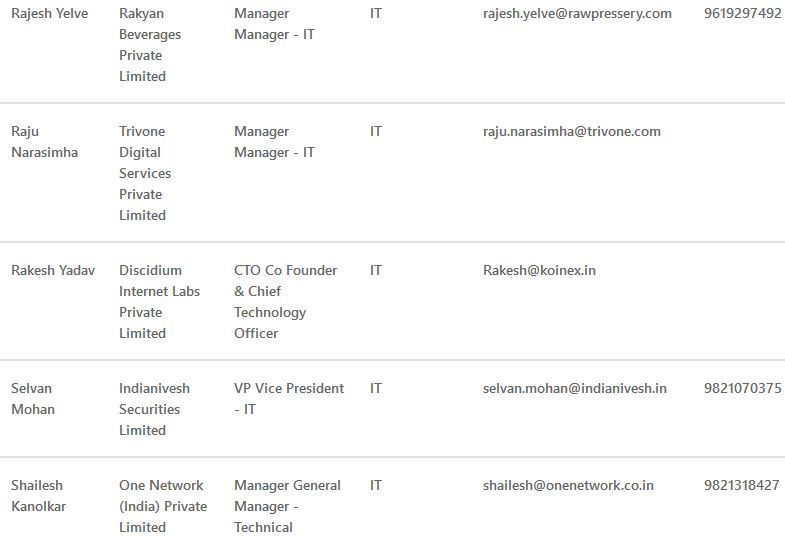 Rajesh Yelve Rakyan Manager IT rajesh.yelve@rawpressery.com 9619297492
Beverages Manager - IT
Private
Limited
Raju Trivone Manager IT raju.narasimha@trivone.com
Narasimha Digital Manager - IT
Services
Private
Limited
Rakesh Yadav Discidium CTO Co Founder IT Rakesh@koinex.in
Internet Labs & Chief
Private Technology
Limited Officer
Selvan Indianivesh VP Vice President IT selvan.mohan@indianivesh.in 9821070375
Mohan Securities - IT
Limited
Shailesh One Network Manager General IT shailesh@onenetwork.co.in 9821318427
Kanolkar (India) Private Manager -
Limited Technical